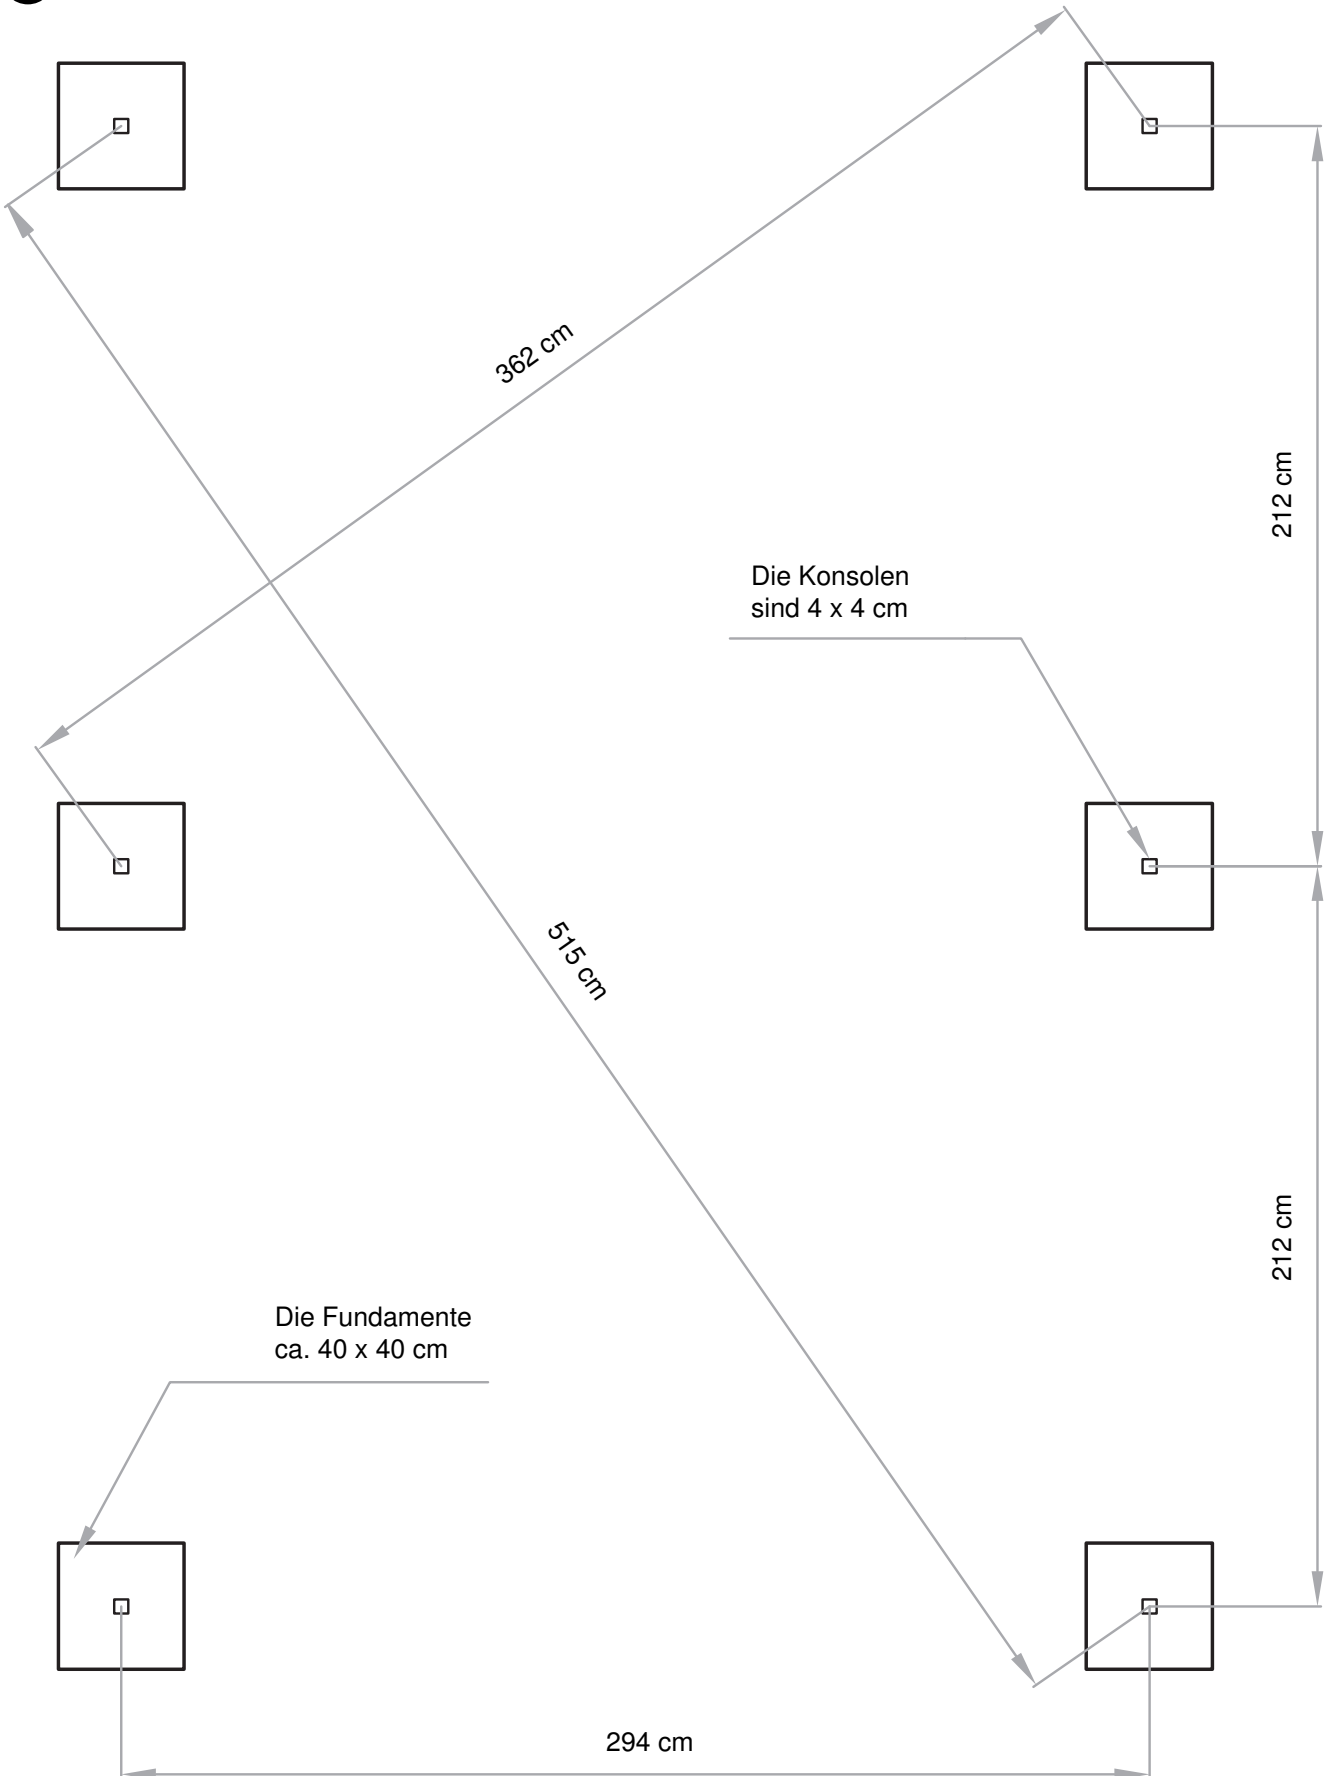 362 cm
212 cm
Die Konsolen
sind 4 x 4 cm
515 cm
212 cm
Die Fundamente
ca. 40 x 40 cm
294 cm